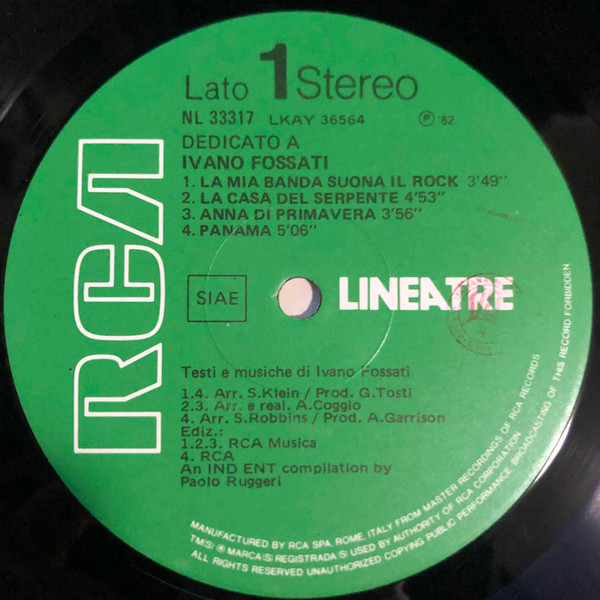 Lato 1 Stereo
NL 33317 LKAY 36564 Ⓟ '82
DEDICATO A
IVANO FOSSATI
1. LA MIA BANDA SUONA IL ROCK 3'49''
2. LA CASA DEL SERPENTE 4'53''
3. ANNA DI PRIMAVERA 3'56''
4. PANAMA 5'06''
RCA
SIAE
LINEATRE
Testi e musiche di Ivano Fossati
1.4. Arr. S.Klein / Prod. G.Tosti
2.3. Arr. e real. A.Coggio
4. Arr. S.Robbins / Prod. A.Garrison
Ediz.:
1.2.3. RCA Musica
4. RCA
An IND ENT compilation by
Paolo Ruggeri
MANUFACTURED BY RCA SPA, ROME, ITALY FROM MASTER RECORDINGS OF RCA RECORDS
TM(S) ® MARCA(S) REGISTRADA(S) USED BY AUTHORITY OF RCA CORPORATION
ALL RIGHTS RESERVED UNAUTHORIZED COPYING PUBLIC PERFORMANCE BROADCASTING OF THIS RECORD FORBIDDEN